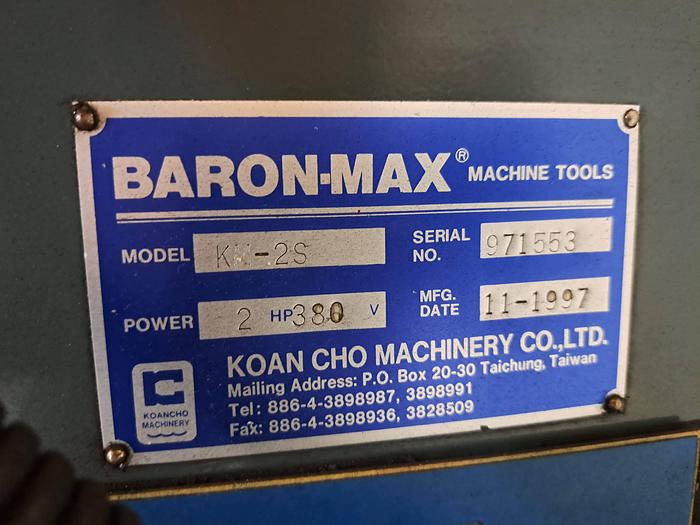 BARON-MAX® MACHINE TOOLS
MODEL KM-2S
SERIAL NO. 971553
POWER 2 HP 380 V
MFG. DATE 11-1997
KOAN CHO MACHINERY CO.,LTD.
Mailing Address: P.O. Box 20-30 Taichung, Taiwan
Tel: 886-4-3898987, 3898991
Fax: 886-4-3898936, 3828509
KOANCHO
MACHINERY